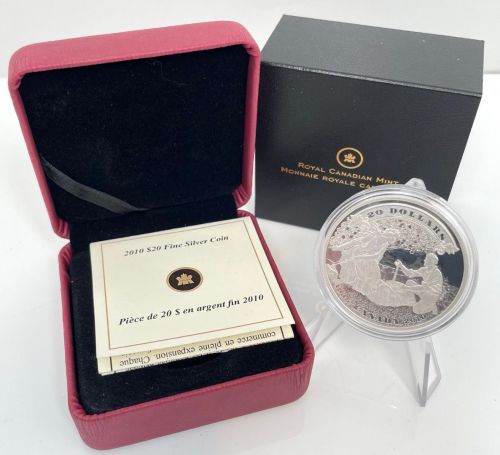 ROYAL CANADIAN MINT
MONNAIE ROYALE CA
20 DOLLARS
2010 $20 Fine Silver Coin
Pièce de 20 $ en argent fin 2010
commerce en pleine expansion. Chaque